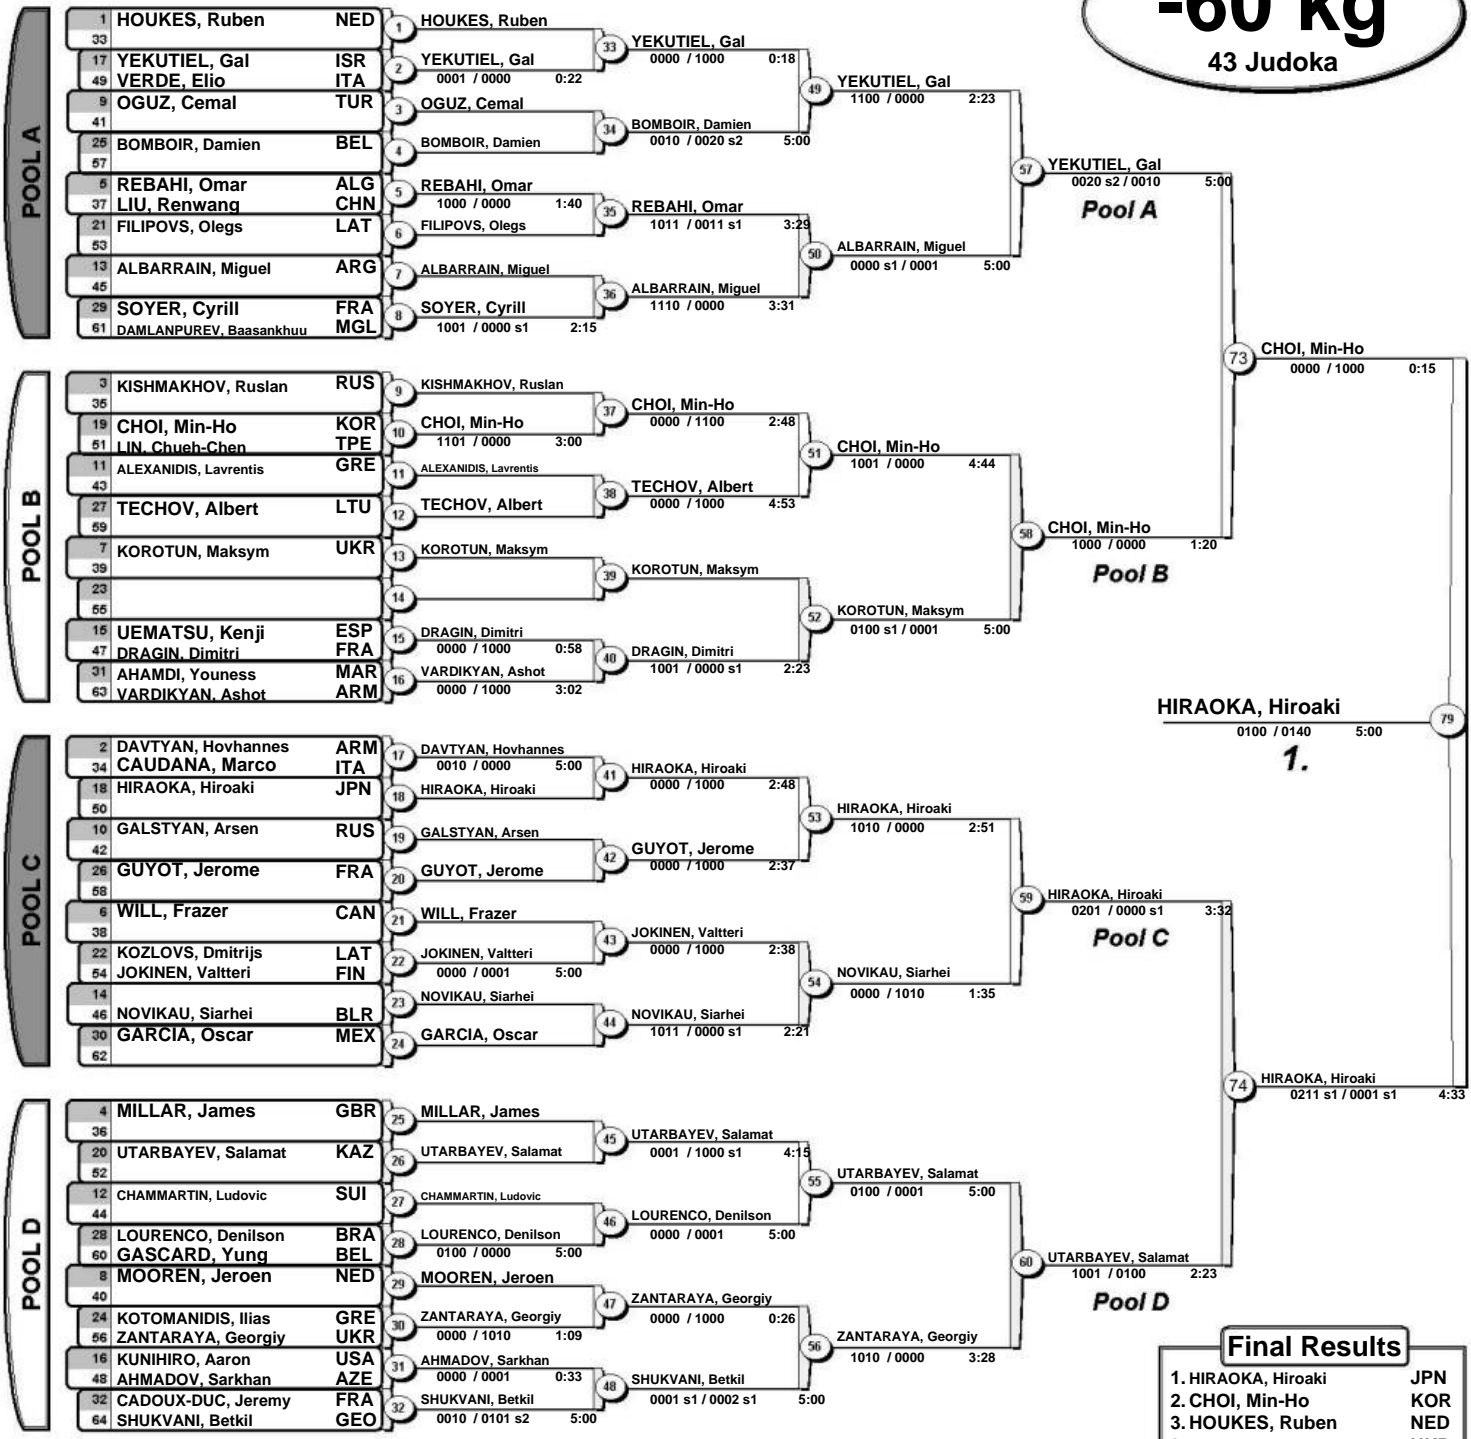 -60 kg
43 Judoka
POOL A
1 HOUKES, Ruben NED
33
17 YEKUTIEL, Gal ISR
49 VERDE, Elio ITA
9 OGUZ, Cemal TUR
41
25 BOMBOIR, Damien BEL
57
5 REBAHI, Omar ALG
37 LIU, Renwang CHN
21 FILIPOVS, Olegs LAT
53
13 ALBARRAIN, Miguel ARG
45
29 SOYER, Cyrill FRA
61 DAMLANPUREV, Baasankhuu MGL
1 HOUKES, Ruben
2 YEKUTIEL, Gal
0001 / 0000 0:22
3 OGUZ, Cemal
4 BOMBOIR, Damien
5 REBAHI, Omar
1000 / 0000 1:40
6 FILIPOVS, Olegs
7 ALBARRAIN, Miguel
8 SOYER, Cyrill
1001 / 0000 s1 2:15
33 YEKUTIEL, Gal
0000 / 1000 0:18
34 BOMBOIR, Damien
0010 / 0020 s2 5:00
35 REBAHI, Omar
1011 / 0011 s1 3:29
36 ALBARRAIN, Miguel
1110 / 0000 3:31
49 YEKUTIEL, Gal
1100 / 0000 2:23
50 ALBARRAIN, Miguel
0000 s1 / 0001 5:00
57 YEKUTIEL, Gal
0020 s2 / 0010 5:00
Pool A
POOL B
3 KISHMAKHOV, Ruslan RUS
35
19 CHOI, Min-Ho KOR
51 LIN, Chueh-Chen TPE
11 ALEXANIDIS, Lavrentis GRE
43
27 TECHOV, Albert LTU
59
7 KOROTUN, Maksym UKR
39
23
55
15 UEMATSU, Kenji ESP
47 DRAGIN, Dimitri FRA
31 AHAMDI, Youness MAR
63 VARDIKYAN, Ashot ARM
9 KISHMAKHOV, Ruslan
10 CHOI, Min-Ho
1101 / 0000 3:00
11 ALEXANIDIS, Lavrentis
12 TECHOV, Albert
13 KOROTUN, Maksym
14
15 DRAGIN, Dimitri
0000 / 1000 0:58
16 VARDIKYAN, Ashot
0000 / 1000 3:02
37 CHOI, Min-Ho
0000 / 1100 2:48
38 TECHOV, Albert
0000 / 1000 4:53
39 KOROTUN, Maksym
40 DRAGIN, Dimitri
1001 / 0000 s1 2:23
51 CHOI, Min-Ho
1001 / 0000 4:44
52 KOROTUN, Maksym
0100 s1 / 0001 5:00
58 CHOI, Min-Ho
1000 / 0000 1:20
Pool B
73 CHOI, Min-Ho
0000 / 1000 0:15
HIRAOKA, Hiroaki 79
0100 / 0140 5:00
1.
POOL C
2 DAVTYAN, Hovhannes ARM
34 CAUDANA, Marco ITA
18 HIRAOKA, Hiroaki JPN
50
10 GALSTYAN, Arsen RUS
42
26 GUYOT, Jerome FRA
58
6 WILL, Frazer CAN
38
22 KOZLOVS, Dmitrijs LAT
54 JOKINEN, Valtteri FIN
14
46 NOVIKAU, Siarhei BLR
30 GARCIA, Oscar MEX
62
17 DAVTYAN, Hovhannes
0010 / 0000 5:00
18 HIRAOKA, Hiroaki
19 GALSTYAN, Arsen
20 GUYOT, Jerome
21 WILL, Frazer
22 JOKINEN, Valtteri
0000 / 0001 5:00
23 NOVIKAU, Siarhei
24 GARCIA, Oscar
41 HIRAOKA, Hiroaki
0000 / 1000 2:48
42 GUYOT, Jerome
0000 / 1000 2:37
43 JOKINEN, Valtteri
0000 / 1000 2:38
44 NOVIKAU, Siarhei
1011 / 0000 s1 2:21
53 HIRAOKA, Hiroaki
1010 / 0000 2:51
54 NOVIKAU, Siarhei
0000 / 1010 1:35
59 HIRAOKA, Hiroaki
0201 / 0000 s1 3:32
Pool C
74 HIRAOKA, Hiroaki
0211 s1 / 0001 s1 4:33
POOL D
4 MILLAR, James GBR
36
20 UTARBAYEV, Salamat KAZ
52
12 CHAMMARTIN, Ludovic SUI
44
28 LOURENCO, Denilson BRA
60 GASCARD, Yung BEL
8 MOOREN, Jeroen NED
40
24 KOTOMANIDIS, Ilias GRE
56 ZANTARAYA, Georgiy UKR
16 KUNIHIRO, Aaron USA
48 AHMADOV, Sarkhan AZE
32 CADOUX-DUC, Jeremy FRA
64 SHUKVANI, Betkil GEO
25 MILLAR, James
26 UTARBAYEV, Salamat
27 CHAMMARTIN, Ludovic
28 LOURENCO, Denilson
0100 / 0000 5:00
29 MOOREN, Jeroen
30 ZANTARAYA, Georgiy
0000 / 1010 1:09
31 AHMADOV, Sarkhan
0000 / 0001 0:33
32 SHUKVANI, Betkil
0010 / 0101 s2 5:00
45 UTARBAYEV, Salamat
0001 / 1000 s1 4:15
46 LOURENCO, Denilson
0000 / 0001 5:00
47 ZANTARAYA, Georgiy
0000 / 1000 0:26
48 SHUKVANI, Betkil
0001 s1 / 0002 s1 5:00
55 UTARBAYEV, Salamat
0100 / 0001 5:00
56 ZANTARAYA, Georgiy
1010 / 0000 3:28
60 UTARBAYEV, Salamat
1001 / 0100 2:23
Pool D
Final Results
1. HIRAOKA, Hiroaki JPN
2. CHOI, Min-Ho KOR
3. HOUKES, Ruben NED